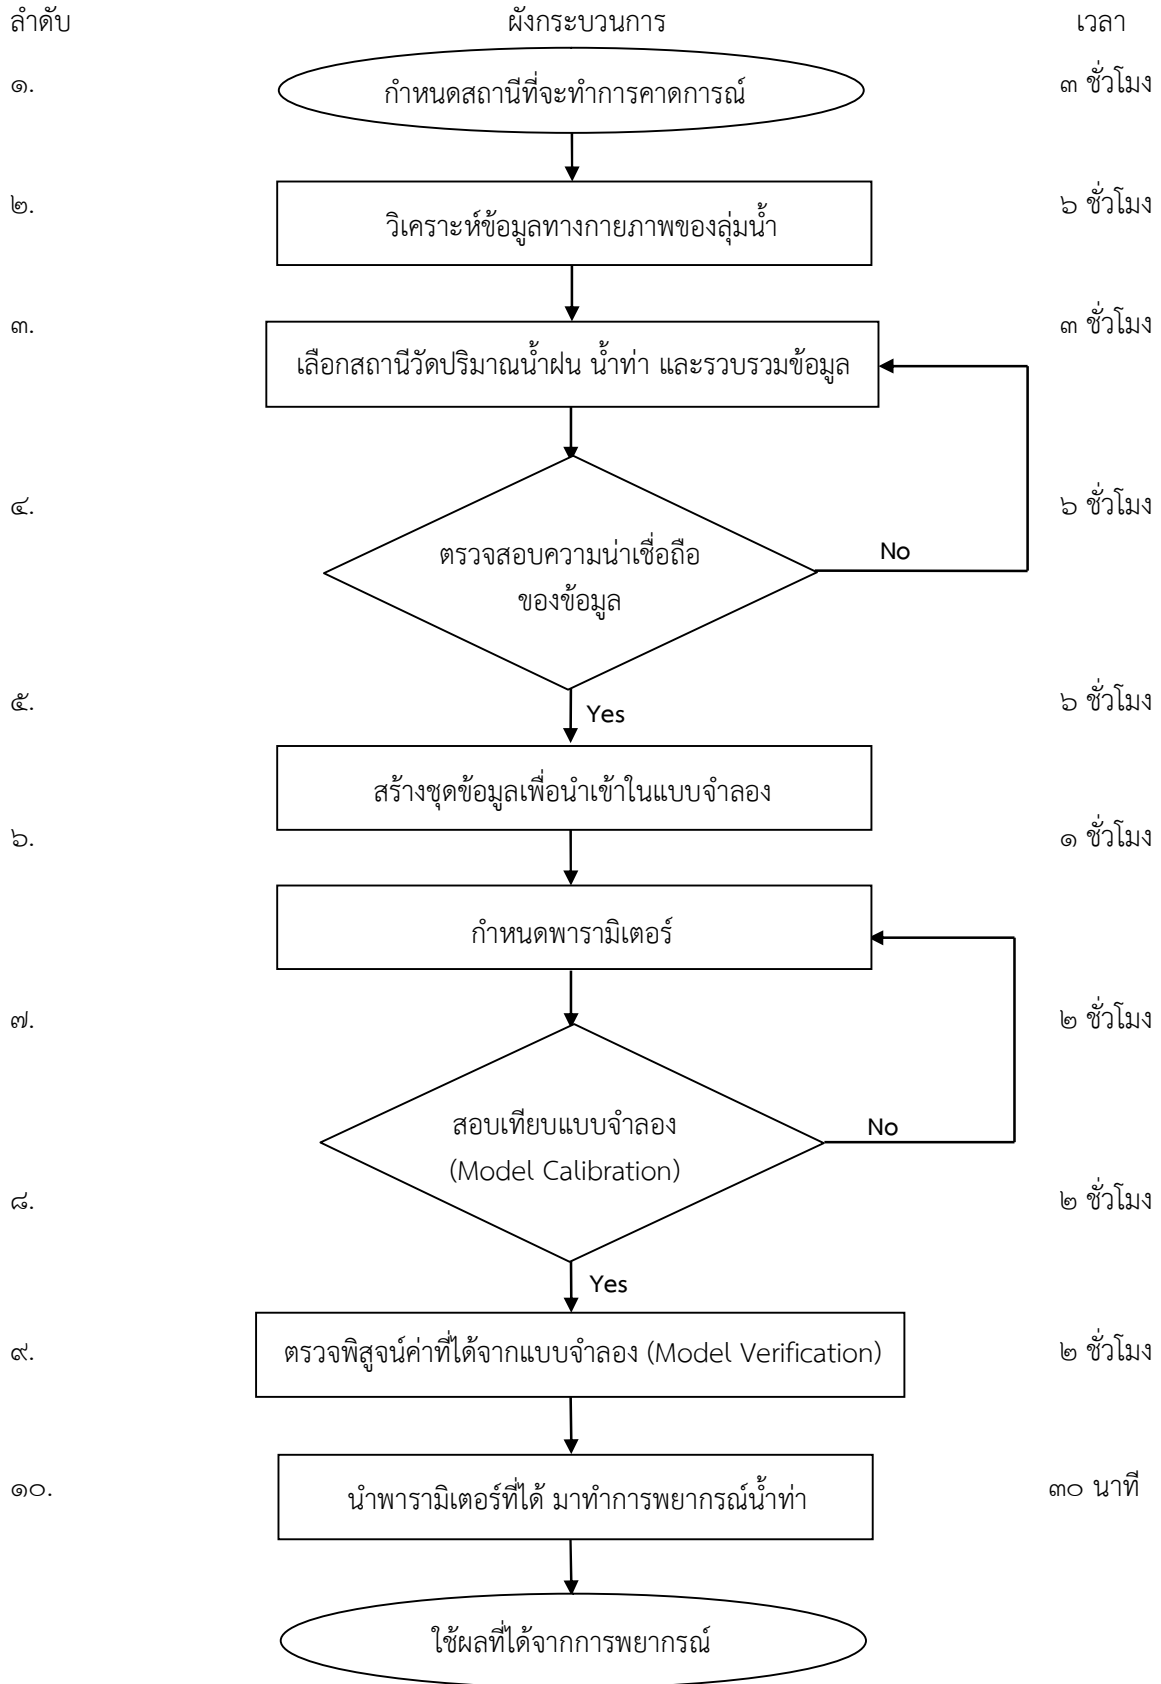 ลำดับ ผังกระบวนการ เวลา
๑. กำหนดสถานีที่จะทำการคาดการณ์ ๓ ชั่วโมง
๒. วิเคราะห์ข้อมูลทางกายภาพของลุ่มน้ำ ๖ ชั่วโมง
๓. ๓ ชั่วโมง
เลือกสถานีวัดปริมาณน้ำฝน น้ำท่า และรวบรวมข้อมูล
๔. ๖ ชั่วโมง
ตรวจสอบความน่าเชื่อถือ No
ของข้อมูล
๕. ๖ ชั่วโมง
Yes
สร้างชุดข้อมูลเพื่อนำเข้าในแบบจำลอง
๖. ๑ ชั่วโมง
กำหนดพารามิเตอร์
๗. ๒ ชั่วโมง
สอบเทียบแบบจำลอง No
(Model Calibration)
๘. ๒ ชั่วโมง
Yes
๙. ตรวจพิสูจน์ค่าที่ได้จากแบบจำลอง (Model Verification) ๒ ชั่วโมง
๑๐. นำพารามิเตอร์ที่ได้ มาทำการพยากรณ์น้ำท่า ๓๐ นาที
ใช้ผลที่ได้จากการพยากรณ์